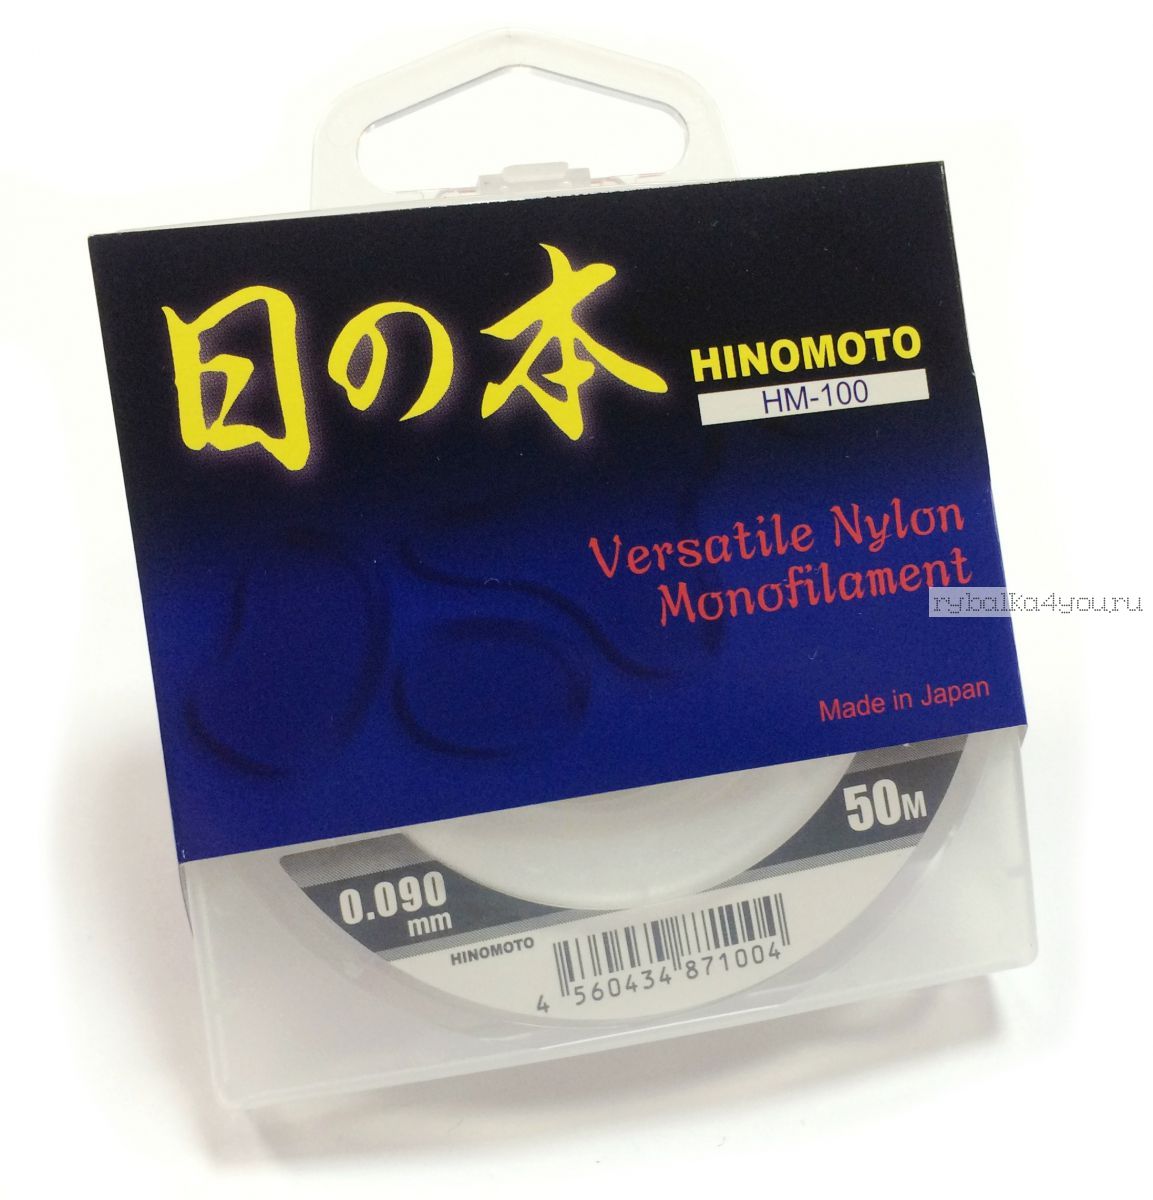 日の本
HINOMOTO
HM-100
Versatile Nylon
Monofilament
rybalka4you.ru
Made in Japan
50M
0.090
mm
HINOMOTO
4 560434 871004